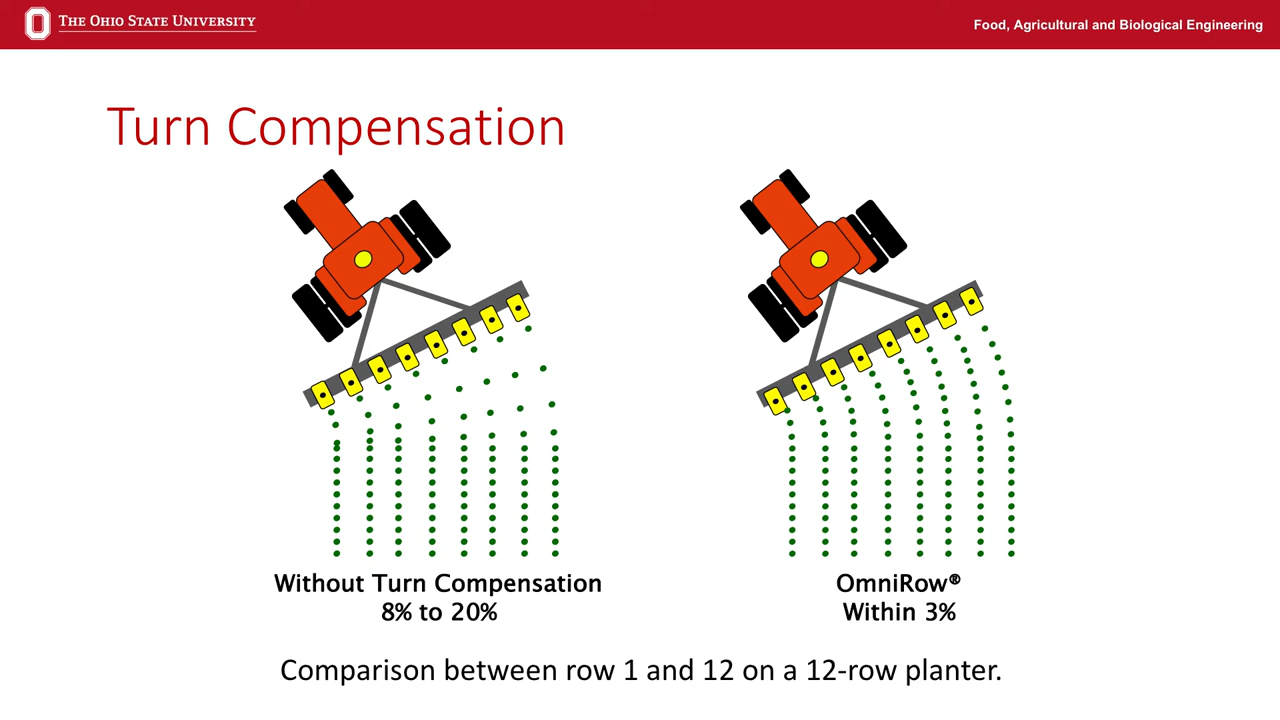 THE OHIO STATE UNIVERSITY
Food, Agricultural and Biological Engineering
Turn Compensation
Without Turn Compensation
8% to 20%
OmniRow®
Within 3%
Comparison between row 1 and 12 on a 12-row planter.